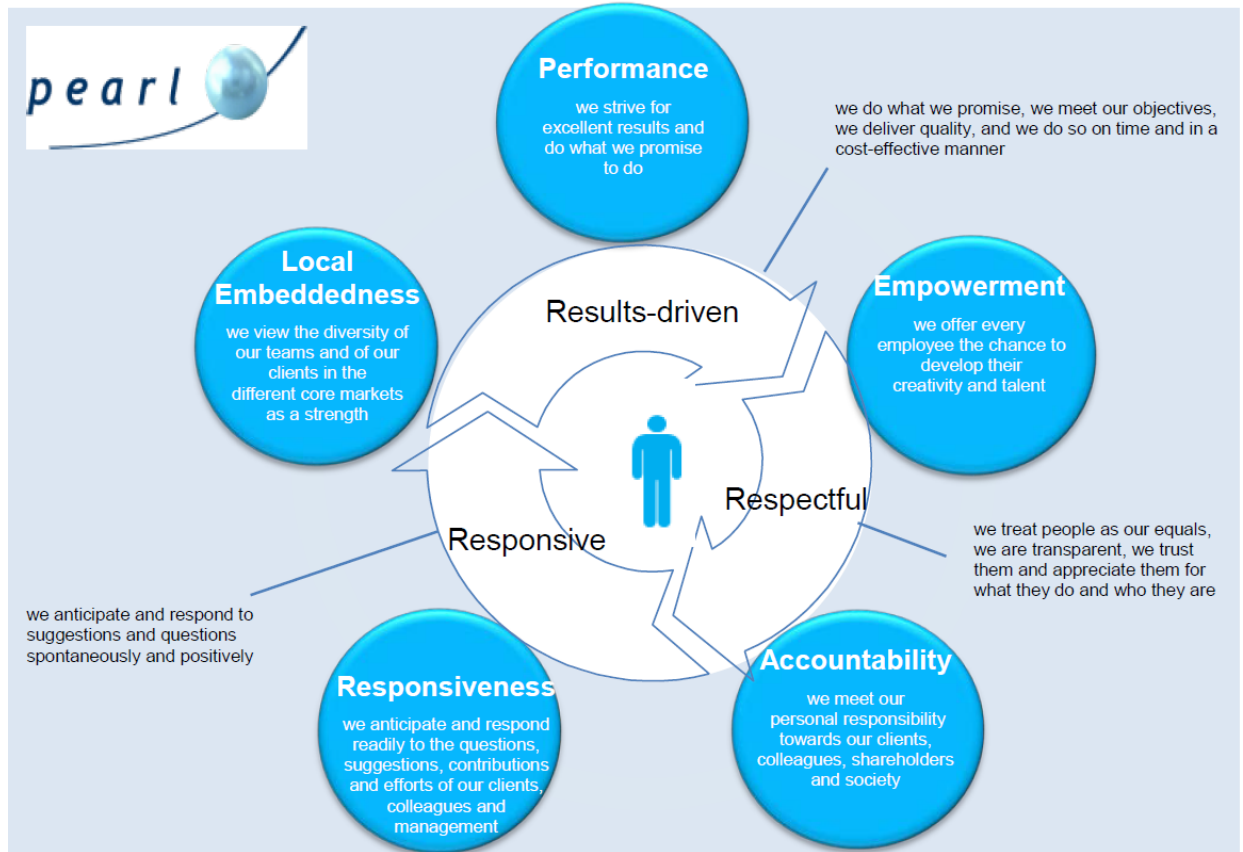 pearl
Performance
we strive for
excellent results and
do what we promise
to do
we do what we promise, we meet our objectives,
we deliver quality, and we do so on time and in a
cost-effective manner
Local
Embeddedness
we view the diversity of
our teams and of our
clients in the
different core markets
as a strength
Results-driven
Empowerment
we offer every
employee the chance to
develop their
creativity and talent
Respectful
Responsive
we treat people as our equals,
we are transparent, we trust
them and appreciate them for
what they do and who they are
we anticipate and respond to
suggestions and questions
spontaneously and positively
Responsiveness
we anticipate and respond
readily to the questions,
suggestions, contributions
and efforts of our clients,
colleagues and
management
Accountability
we meet our
personal responsibility
towards our clients,
colleagues, shareholders
and society